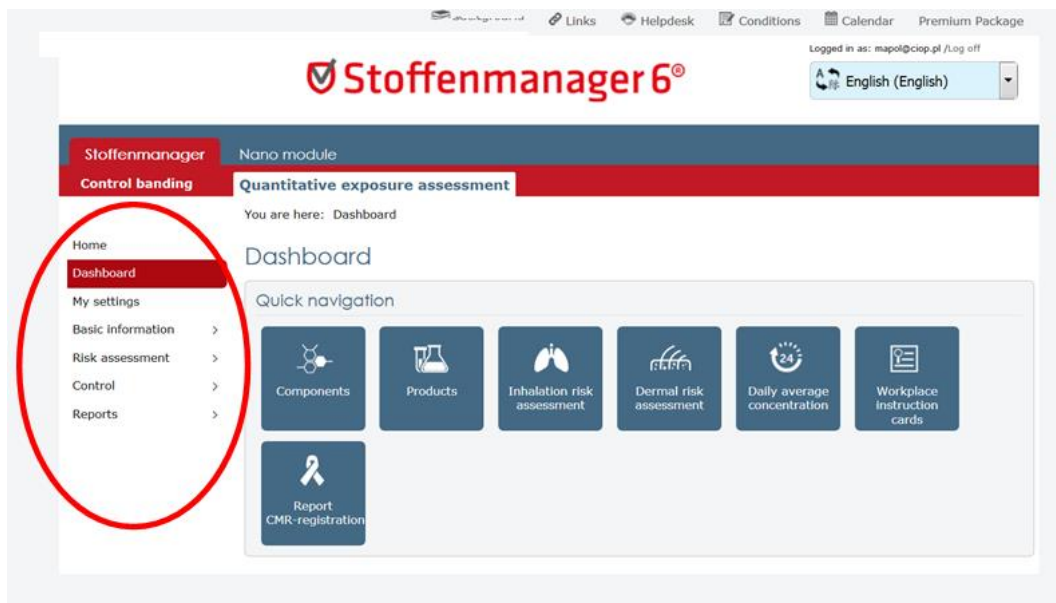 Links Helpdesk Conditions Calendar Premium Package
Logged in as: mapol@ciop.pl /Log off
Stoffenmanager 6®
English (English)
Stoffenmanager Nano module
Control banding Quantitative exposure assessment
You are here: Dashboard
Home
Dashboard
My settings
Basic information >
Risk assessment >
Control >
Reports >
Dashboard
Quick navigation
Components
Products
Inhalation risk
assessment
Dermal risk
assessment
24
Daily average
concentration
Workplace
instruction
cards
Report
CMR-registration